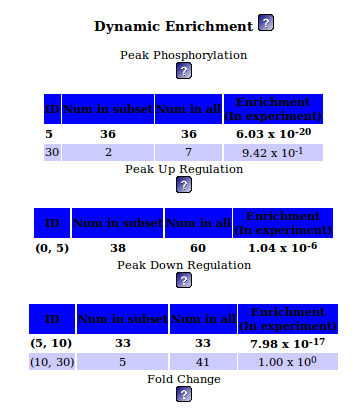 Dynamic Enrichment ?
Peak Phosphorylation
?
ID Num in subset Num in all Enrichment (In experiment)
5 36 36 6.03 x 10-20
30 2 7 9.42 x 10-1
Peak Up Regulation
?
ID Num in subset Num in all Enrichment (In experiment)
(0, 5) 38 60 1.04 x 10-6
Peak Down Regulation
?
ID Num in subset Num in all Enrichment (In experiment)
(5, 10) 33 33 7.98 x 10-17
(10, 30) 5 41 1.00 x 100
Fold Change
?